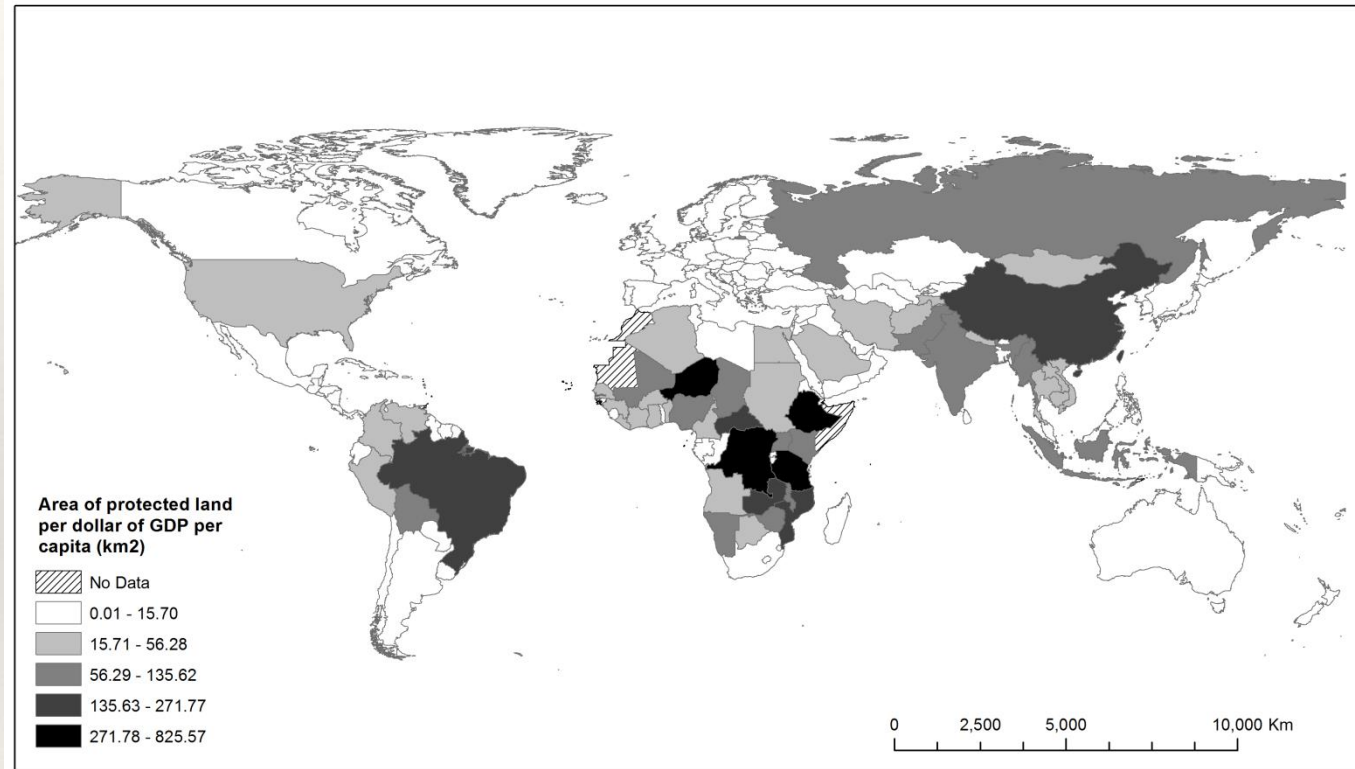 Area of protected land
per dollar of GDP per
capita (km2)
No Data
0.01 - 15.70
15.71 - 56.28
56.29 - 135.62
135.63 - 271.77
271.78 - 825.57
0 2,500 5,000 10,000 Km